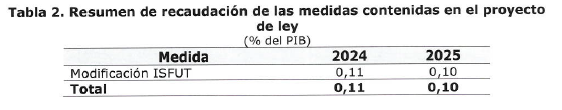 Tabla 2. Resumen de recaudación de las medidas contenidas en el proyecto
de ley
(% del PIB)
Medida 2024 2025
Modificación ISFUT 0,11 0,10
Total 0,11 0,10